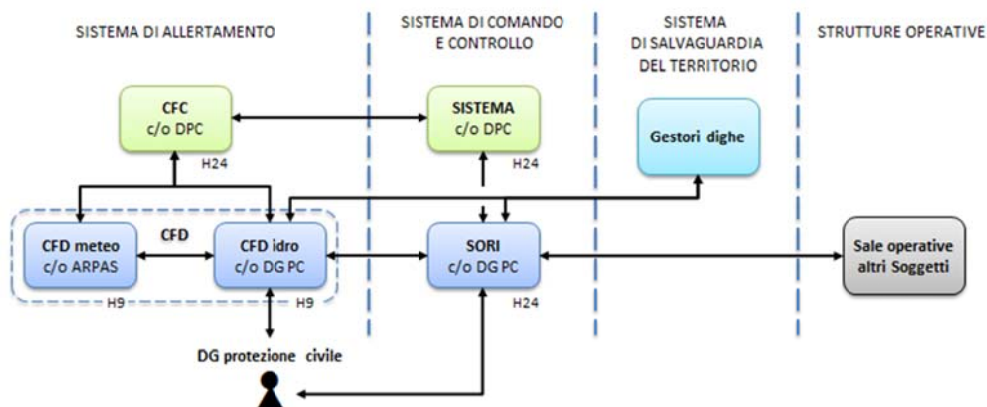 SISTEMA DI ALLERTAMENTO
SISTEMA DI COMANDO
E CONTROLLO
SISTEMA
DI SALVAGUARDIA
DEL TERRITORIO
STRUTTURE OPERATIVE
CFC
c/o DPC
H24
SISTEMA
c/o DPC
H24
Gestori dighe
CFD meteo
c/o ARPAS
H9
CFD
CFD idro
c/o DG PC
H9
SORI
c/o DG PC
H24
Sale operative
altri Soggetti
DG protezione civile